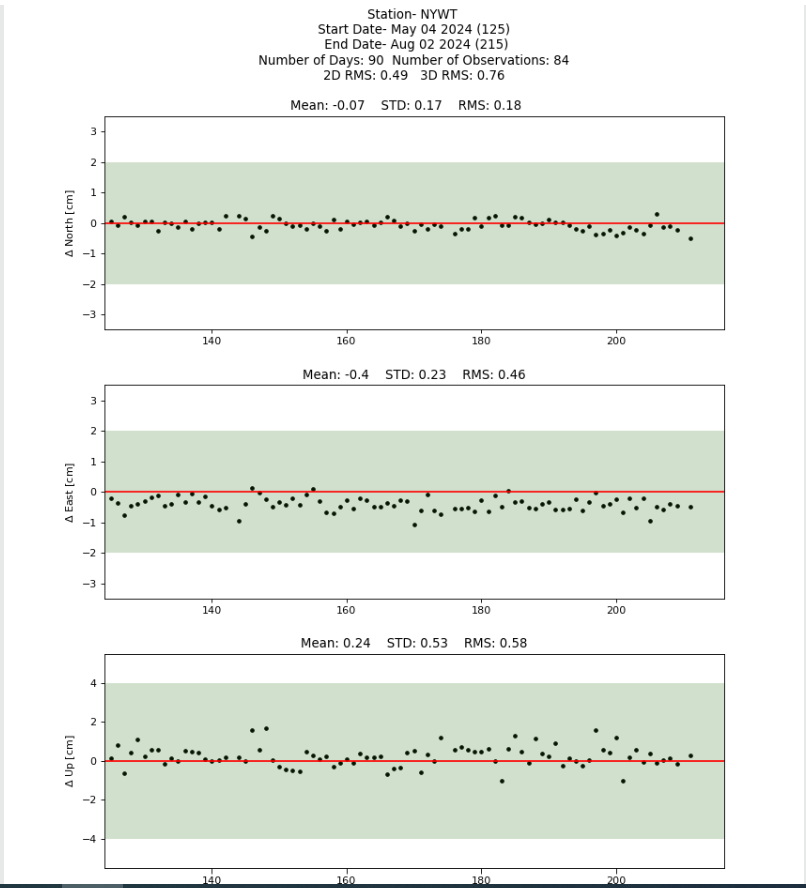 Station- NYWT
Start Date- May 04 2024 (125)
End Date- Aug 02 2024 (215)
Number of Days: 90  Number of Observations: 84
2D RMS: 0.49   3D RMS: 0.76
Mean: -0.07    STD: 0.17    RMS: 0.18
3
2
1
0
−1
−2
−3
Δ North [cm]
140 160 180 200
Mean: -0.4    STD: 0.23    RMS: 0.46
3
2
1
0
−1
−2
−3
Δ East [cm]
140 160 180 200
Mean: 0.24    STD: 0.53    RMS: 0.58
4
2
0
−2
−4
Δ Up [cm]
140 160 180 200